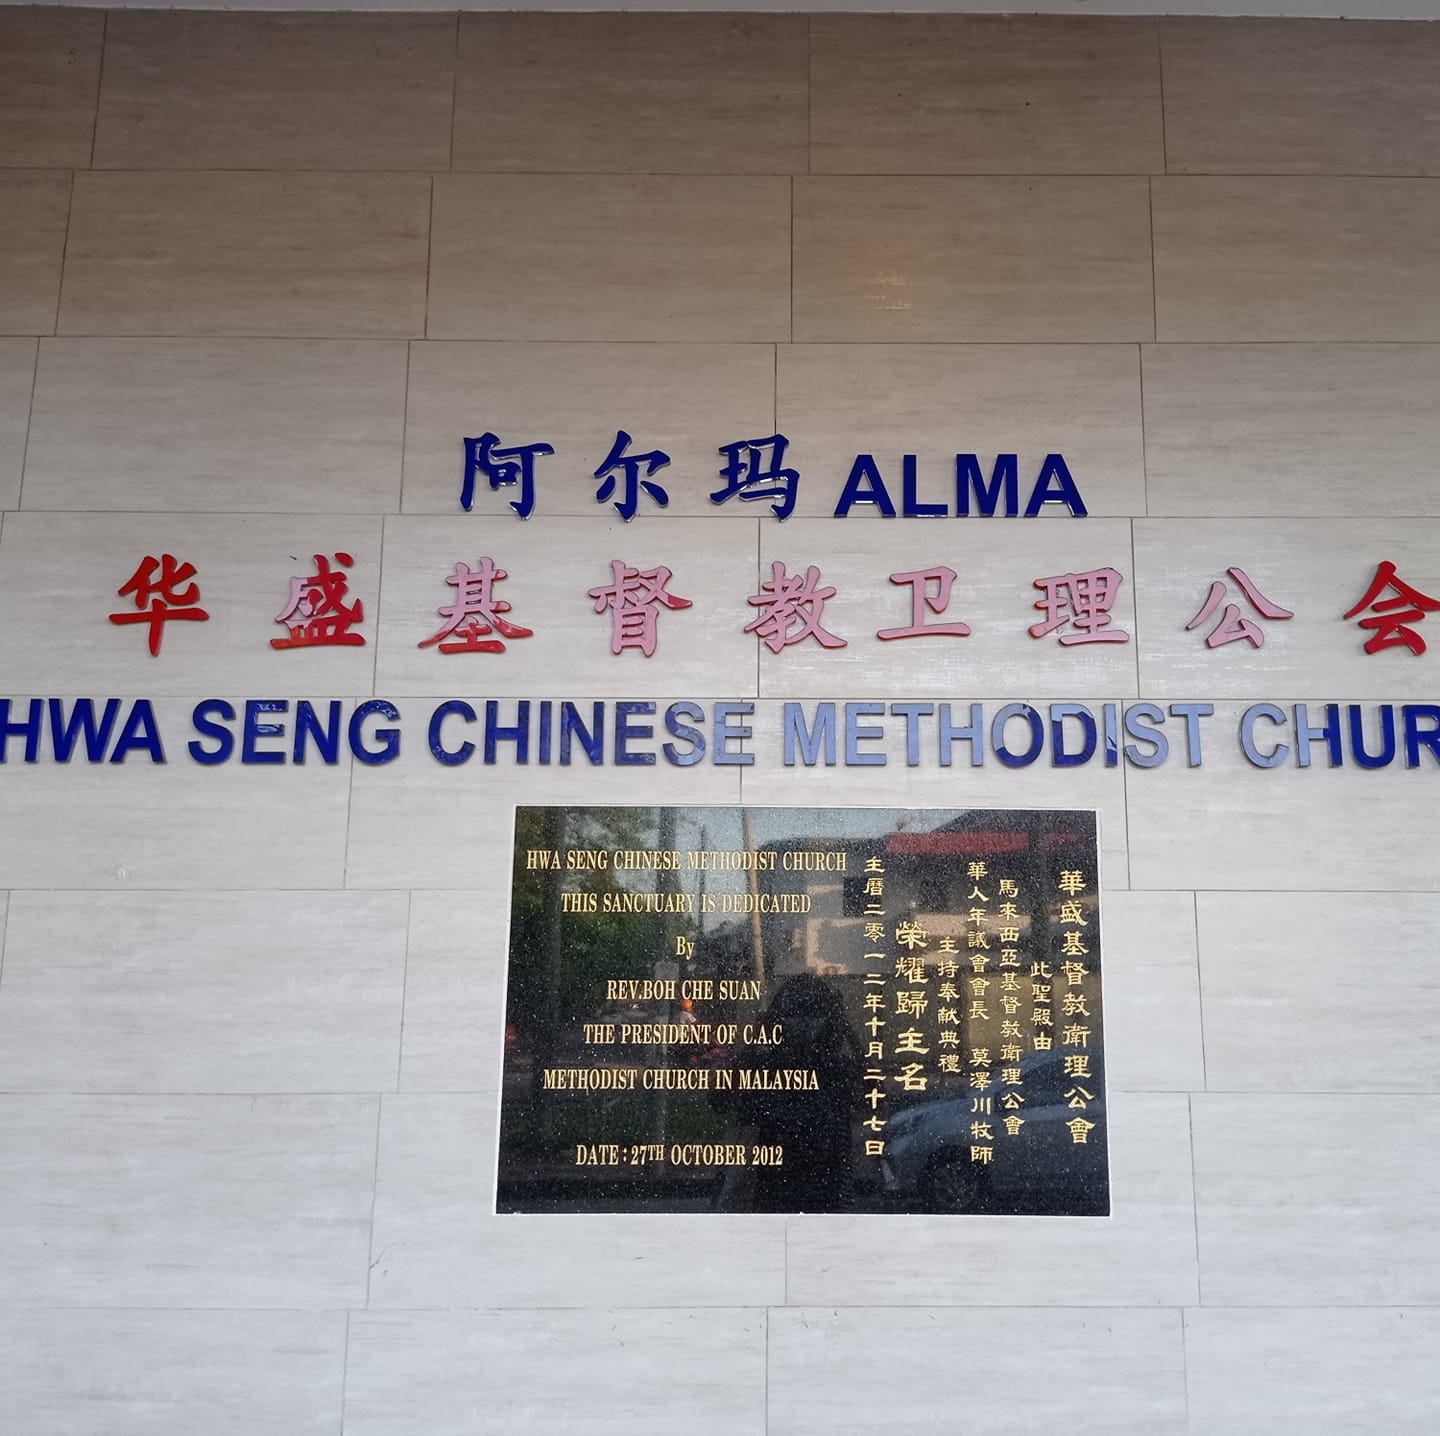 阿尔玛 ALMA
华盛基督教卫理公会
HWA SENG CHINESE METHODIST CHUR
HWA SENG CHINESE METHODIST CHURCH
THIS SANCTUARY IS DEDICATED
By
REV.BOH CHE SUAN
THE PRESIDENT OF C.A.C
METHODIST CHURCH IN MALAYSIA
DATE : 27TH OCTOBER 2012
華盛基督教衛理公會
此聖殿由
馬來西亞基督教衛理公會
華人年議會會長 莫澤川牧師
主持奉献典禮
榮耀歸主名
主曆二零一二年十月二十七日